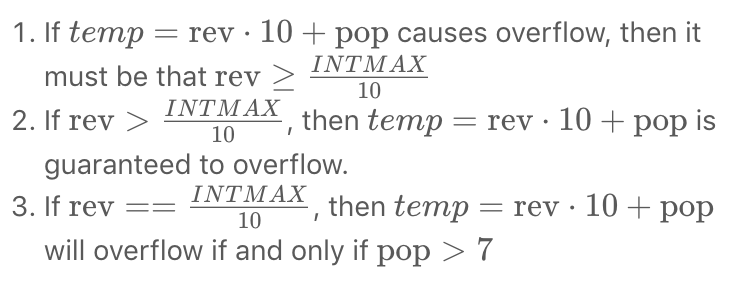 1. If temp = rev · 10 + pop causes overflow, then it
must be that rev ≥ INTMAX/10
2. If rev > INTMAX/10, then temp = rev · 10 + pop is
guaranteed to overflow.
3. If rev == INTMAX/10, then temp = rev · 10 + pop
will overflow if and only if pop > 7